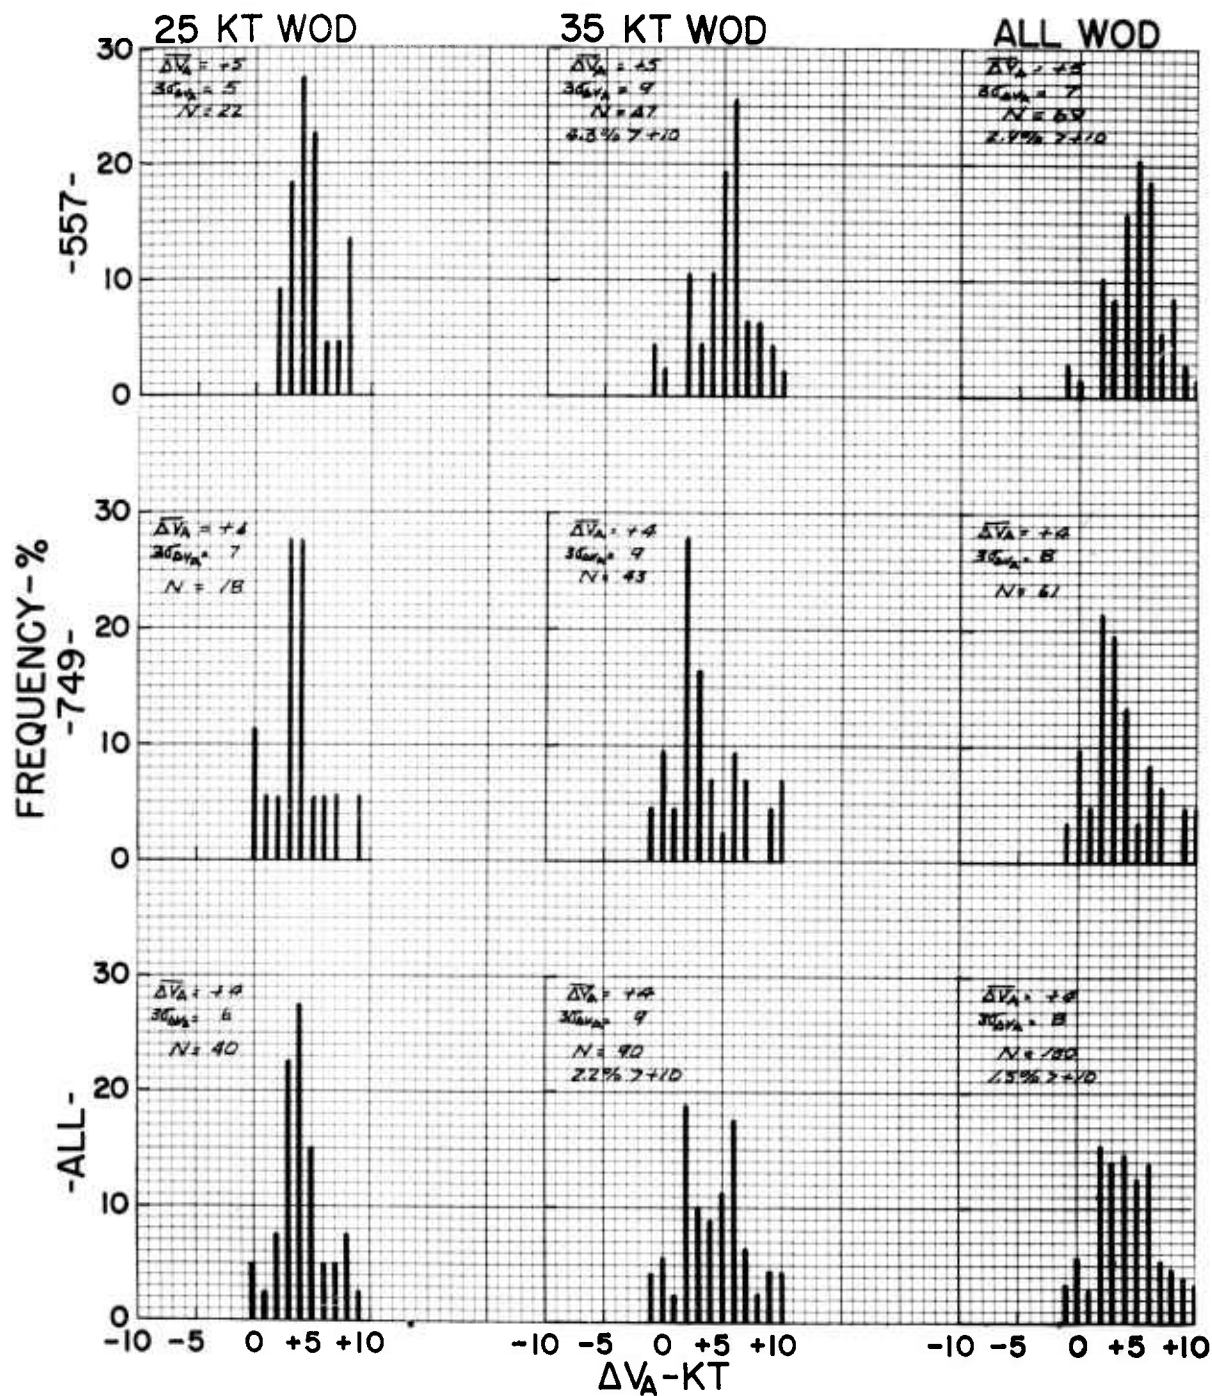 25 KT WOD
35 KT WOD
ALL WOD
30
20
10
0
-557-
ΔV̅A = +5
3σΔVA = 5
N = 22
ΔV̅A = +5
3σΔVA = 9
N = 47
4.3% > +10
ΔV̅A = +5
3σΔVA = 7
N = 69
2.9% > +10
FREQUENCY-%
30
20
10
0
-749-
ΔV̅A = +4
3σΔVA = 7
N = 18
ΔV̅A = +4
3σΔVA = 9
N = 43
ΔV̅A = +4
3σΔVA = 8
N = 61
30
20
10
0
-ALL-
ΔV̅A = +4
3σΔVA = 6
N = 40
ΔV̅A = +4
3σΔVA = 9
N = 90
2.2% > +10
ΔV̅A = +4
3σΔVA = 8
N = 130
1.5% > +10
-10 -5 0 +5 +10
-10 -5 0 +5 +10
-10 -5 0 +5 +10
ΔVA-KT